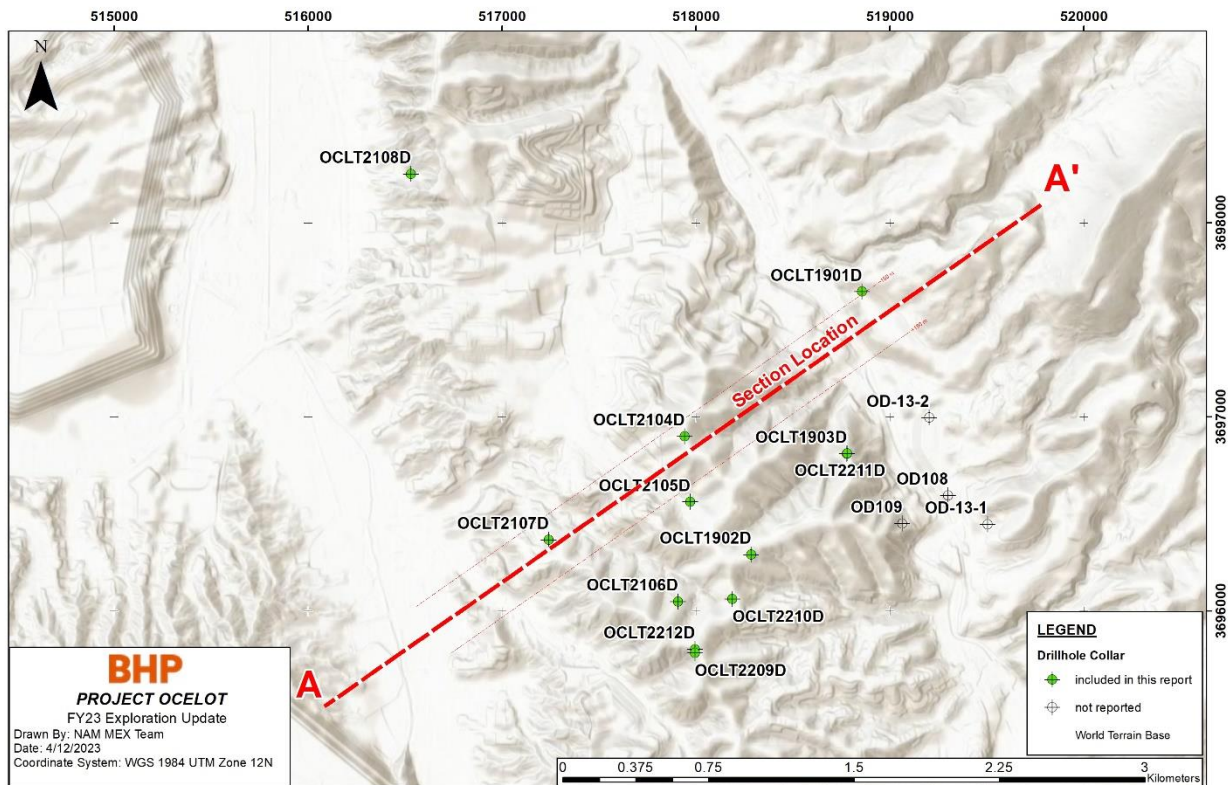 515000 516000 517000 518000 519000 520000
N
OCLT2108D
A'
3698000
OCLT1901D
Section Location
OD-13-2
3697000
OCLT2104D
OCLT1903D
OCLT2211D
OCLT2105D
OD108
OD109 OD-13-1
OCLT2107D
OCLT1902D
OCLT2106D
OCLT2210D
3696000
OCLT2212D
OCLT2209D
A
BHP
PROJECT OCELOT
FY23 Exploration Update
Drawn By: NAM MEX Team
Date: 4/12/2023
Coordinate System: WGS 1984 UTM Zone 12N
LEGEND
Drillhole Collar
included in this report
not reported
World Terrain Base
0 0.375 0.75 1.5 2.25 3
Kilometers